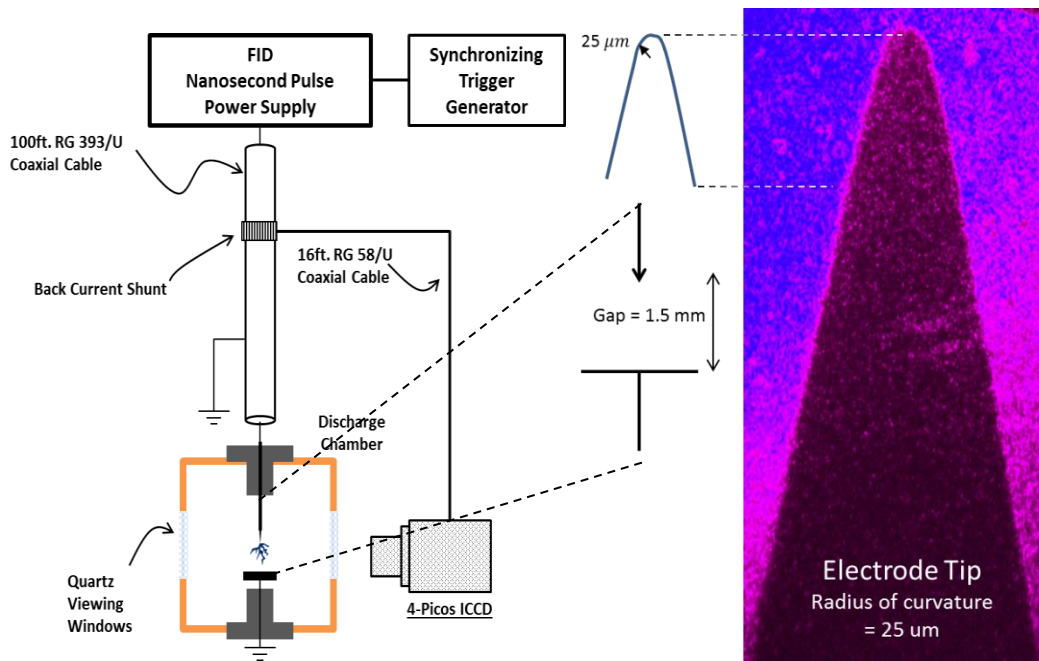 FID
Nanosecond Pulse
Power Supply
Synchronizing
Trigger
Generator
100ft. RG 393/U
Coaxial Cable
16ft. RG 58/U
Coaxial Cable
Back Current Shunt
Discharge
Chamber
Quartz
Viewing
Windows
4-Picos ICCD
25 μm
Gap = 1.5 mm
Electrode Tip
Radius of curvature
= 25 um